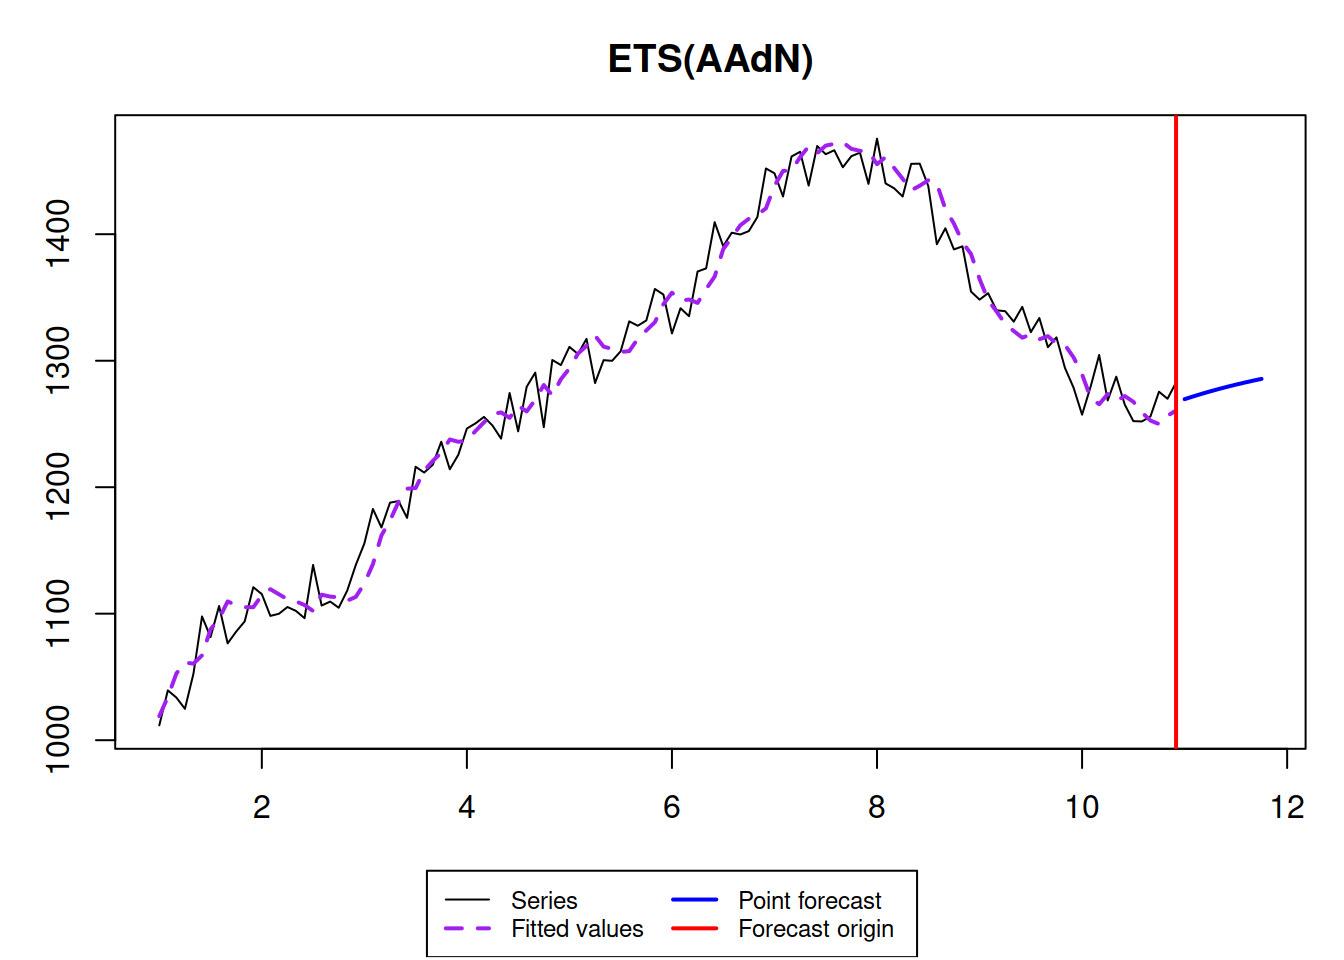 ETS(AAdN)
1400
1300
1200
1100
1000
2 4 6 8 10 12
Series Point forecast
Fitted values Forecast origin